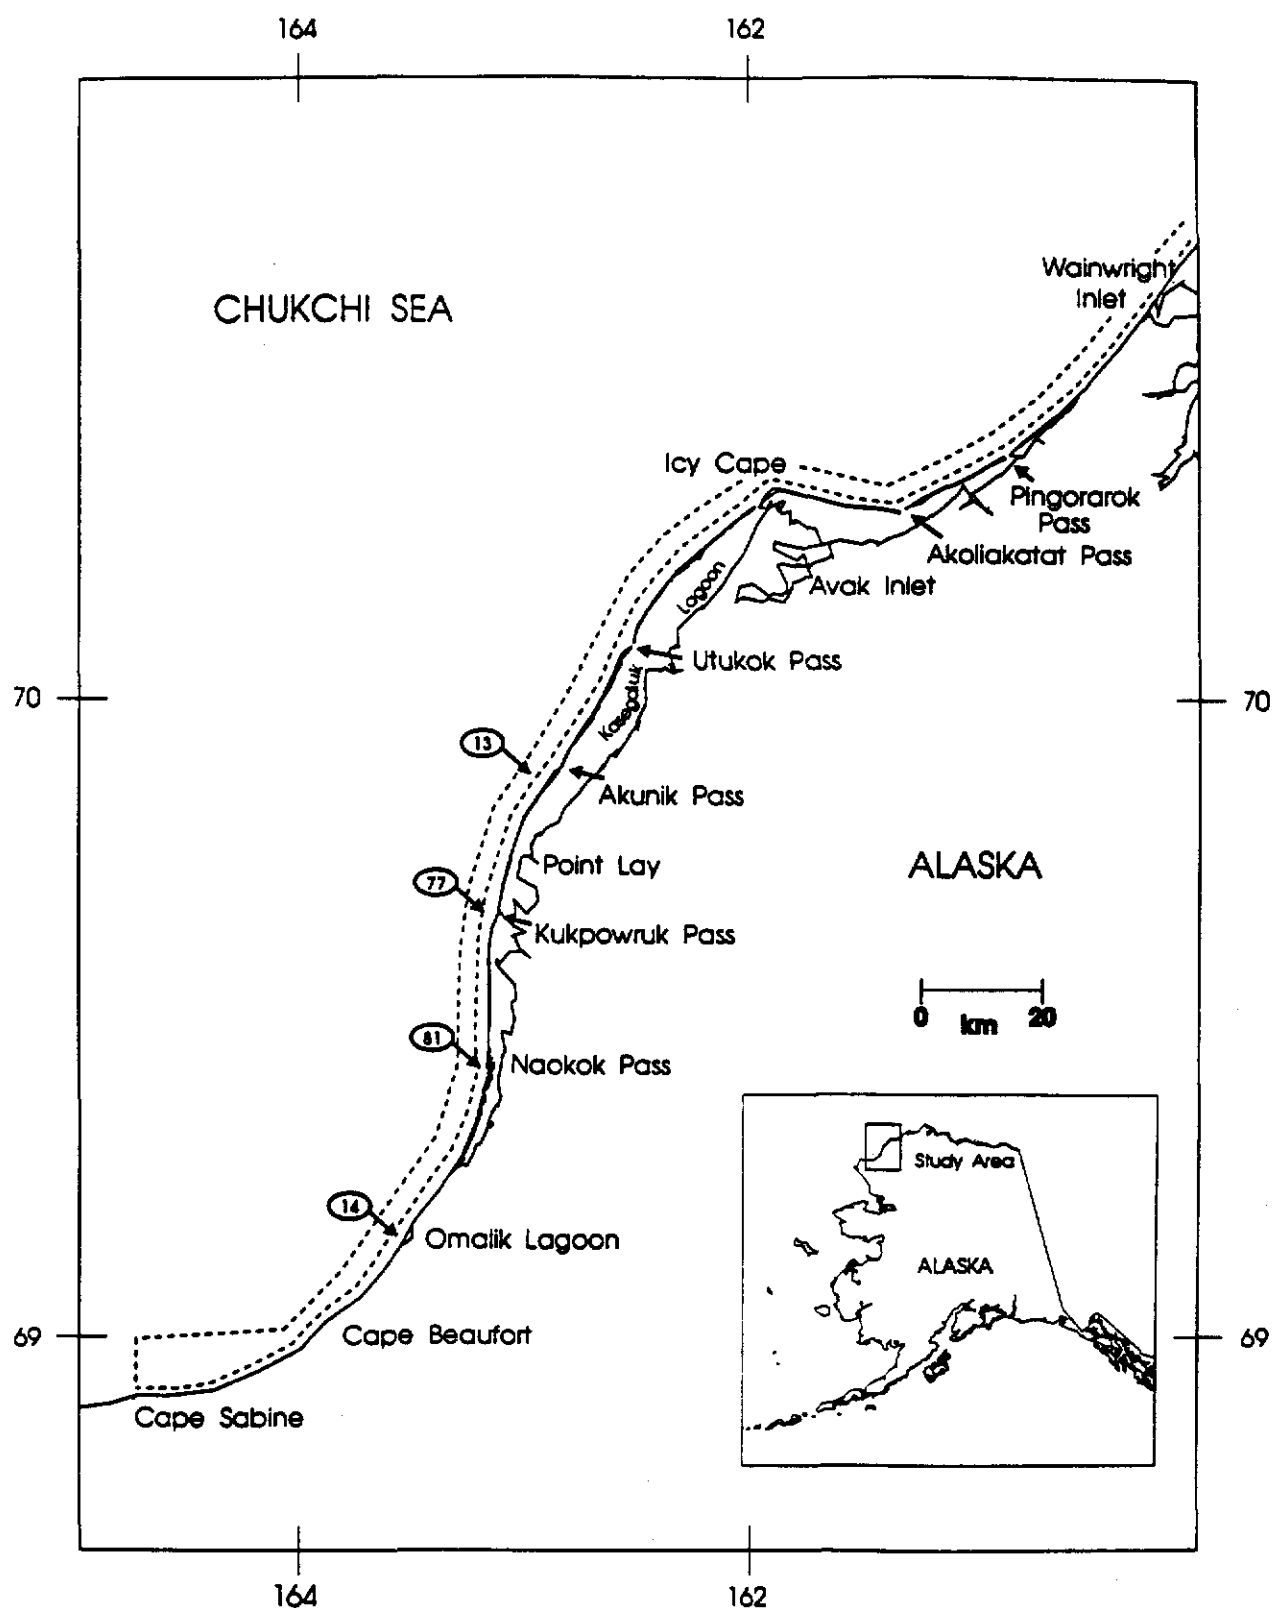 164 162
Wainwright
Inlet
CHUKCHI SEA
Icy Cape
Pingorarok
Pass
Akoliakatat Pass
Avak Inlet
Lagoon
Utukok Pass
Kasegaluk
70 70
13
Akunik Pass
Point Lay
ALASKA
77
Kukpowruk Pass
0 km 20
81
Naokok Pass
Study Area
14
Omalik Lagoon
ALASKA
69 69
Cape Beaufort
Cape Sabine
164 162